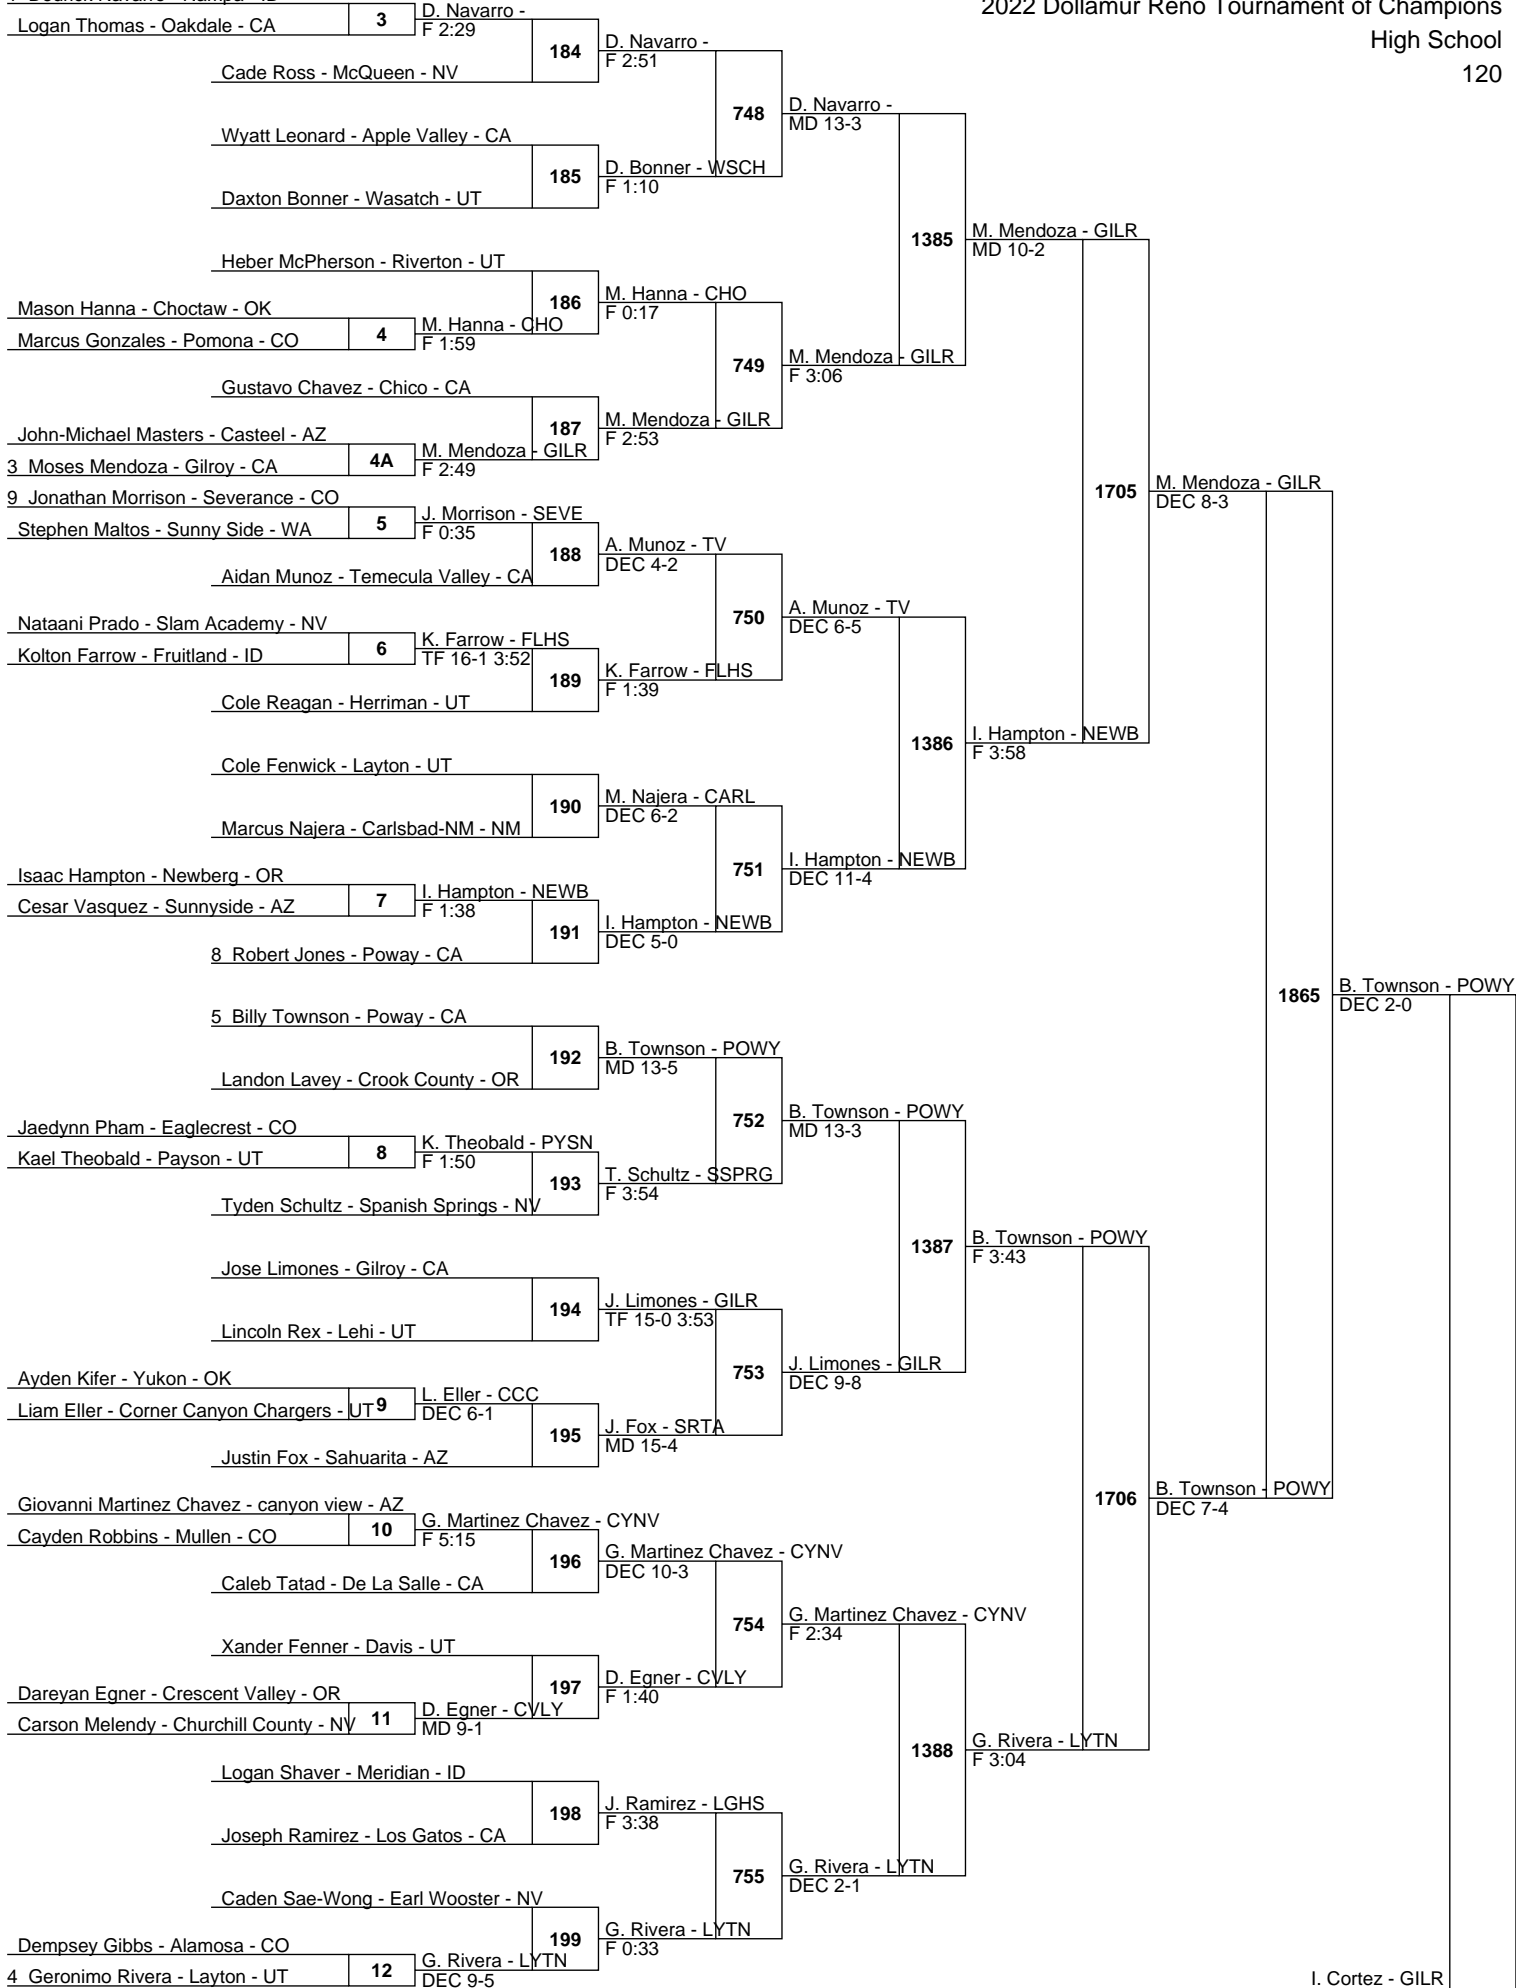 2022 Dollamur Reno Tournament of Champions
High School
120
Logan Thomas - Oakdale - CA
3
D. Navarro -
F 2:29
Cade Ross - McQueen - NV
184
D. Navarro -
F 2:51
Wyatt Leonard - Apple Valley - CA
Daxton Bonner - Wasatch - UT
185
D. Bonner - WSCH
F 1:10
748
D. Navarro -
MD 13-3
Heber McPherson - Riverton - UT
Mason Hanna - Choctaw - OK
Marcus Gonzales - Pomona - CO
4
M. Hanna - CHO
F 1:59
186
M. Hanna - CHO
F 0:17
Gustavo Chavez - Chico - CA
John-Michael Masters - Casteel - AZ
3 Moses Mendoza - Gilroy - CA
4A
M. Mendoza - GILR
F 2:49
187
M. Mendoza - GILR
F 2:53
749
M. Mendoza - GILR
F 3:06
1385
M. Mendoza - GILR
MD 10-2
9 Jonathan Morrison - Severance - CO
Stephen Maltos - Sunny Side - WA
5
J. Morrison - SEVE
F 0:35
Aidan Munoz - Temecula Valley - CA
188
A. Munoz - TV
DEC 4-2
Nataani Prado - Slam Academy - NV
Kolton Farrow - Fruitland - ID
6
K. Farrow - FLHS
TF 16-1 3:52
Cole Reagan - Herriman - UT
189
K. Farrow - FLHS
F 1:39
750
A. Munoz - TV
DEC 6-5
Cole Fenwick - Layton - UT
Marcus Najera - Carlsbad-NM - NM
190
M. Najera - CARL
DEC 6-2
Isaac Hampton - Newberg - OR
Cesar Vasquez - Sunnyside - AZ
7
I. Hampton - NEWB
F 1:38
8 Robert Jones - Poway - CA
191
I. Hampton - NEWB
DEC 5-0
751
I. Hampton - NEWB
DEC 11-4
1386
I. Hampton - NEWB
F 3:58
1705
M. Mendoza - GILR
DEC 8-3
5 Billy Townson - Poway - CA
Landon Lavey - Crook County - OR
192
B. Townson - POWY
MD 13-5
Jaedynn Pham - Eaglecrest - CO
Kael Theobald - Payson - UT
8
K. Theobald - PYSN
F 1:50
Tyden Schultz - Spanish Springs - NV
193
T. Schultz - SSPRG
F 3:54
752
B. Townson - POWY
MD 13-3
Jose Limones - Gilroy - CA
Lincoln Rex - Lehi - UT
194
J. Limones - GILR
TF 15-0 3:53
Ayden Kifer - Yukon - OK
Liam Eller - Corner Canyon Chargers - UT
9
L. Eller - CCC
DEC 6-1
Justin Fox - Sahuarita - AZ
195
J. Fox - SRTA
MD 15-4
753
J. Limones - GILR
DEC 9-8
1387
B. Townson - POWY
F 3:43
Giovanni Martinez Chavez - canyon view - AZ
Cayden Robbins - Mullen - CO
10
G. Martinez Chavez - CYNV
F 5:15
Caleb Tatad - De La Salle - CA
196
G. Martinez Chavez - CYNV
DEC 10-3
Xander Fenner - Davis - UT
Dareyan Egner - Crescent Valley - OR
Carson Melendy - Churchill County - NV
11
D. Egner - CVLY
MD 9-1
197
D. Egner - CVLY
F 1:40
754
G. Martinez Chavez - CYNV
F 2:34
Logan Shaver - Meridian - ID
Joseph Ramirez - Los Gatos - CA
198
J. Ramirez - LGHS
F 3:38
Caden Sae-Wong - Earl Wooster - NV
Dempsey Gibbs - Alamosa - CO
4 Geronimo Rivera - Layton - UT
12
G. Rivera - LYTN
DEC 9-5
199
G. Rivera - LYTN
F 0:33
755
G. Rivera - LYTN
DEC 2-1
1388
G. Rivera - LYTN
F 3:04
1706
B. Townson - POWY
DEC 7-4
1865
B. Townson - POWY
DEC 2-0
I. Cortez - GILR